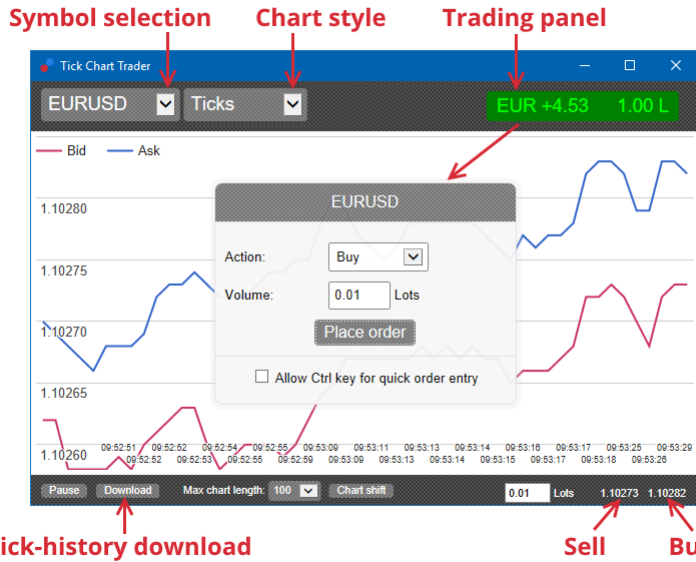 Symbol selection Chart style Trading panel
Tick Chart Trader
EURUSD Ticks EUR +4.53 1.00 L
Bid Ask
1.10280
EURUSD
Action: Buy
1.10275
Volume: 0.01 Lots
1.10270
Place order
Allow Ctrl key for quick order entry
1.10265
1.10260
09:52:51 09:52:52 09:52:54 09:52:55 09:53:09 09:53:11 09:53:13 09:53:14 09:53:16 09:53:17 09:53:25 09:53:29
09:52:52 09:52:53 09:52:55 09:52:59 09:53:09 09:53:13 09:53:14 09:53:15 09:53:17 09:53:18 09:53:26
Pause Download Max chart length: 100 Chart shift 0.01 Lots 1.10273 1.10282
ick-history download Sell Bu